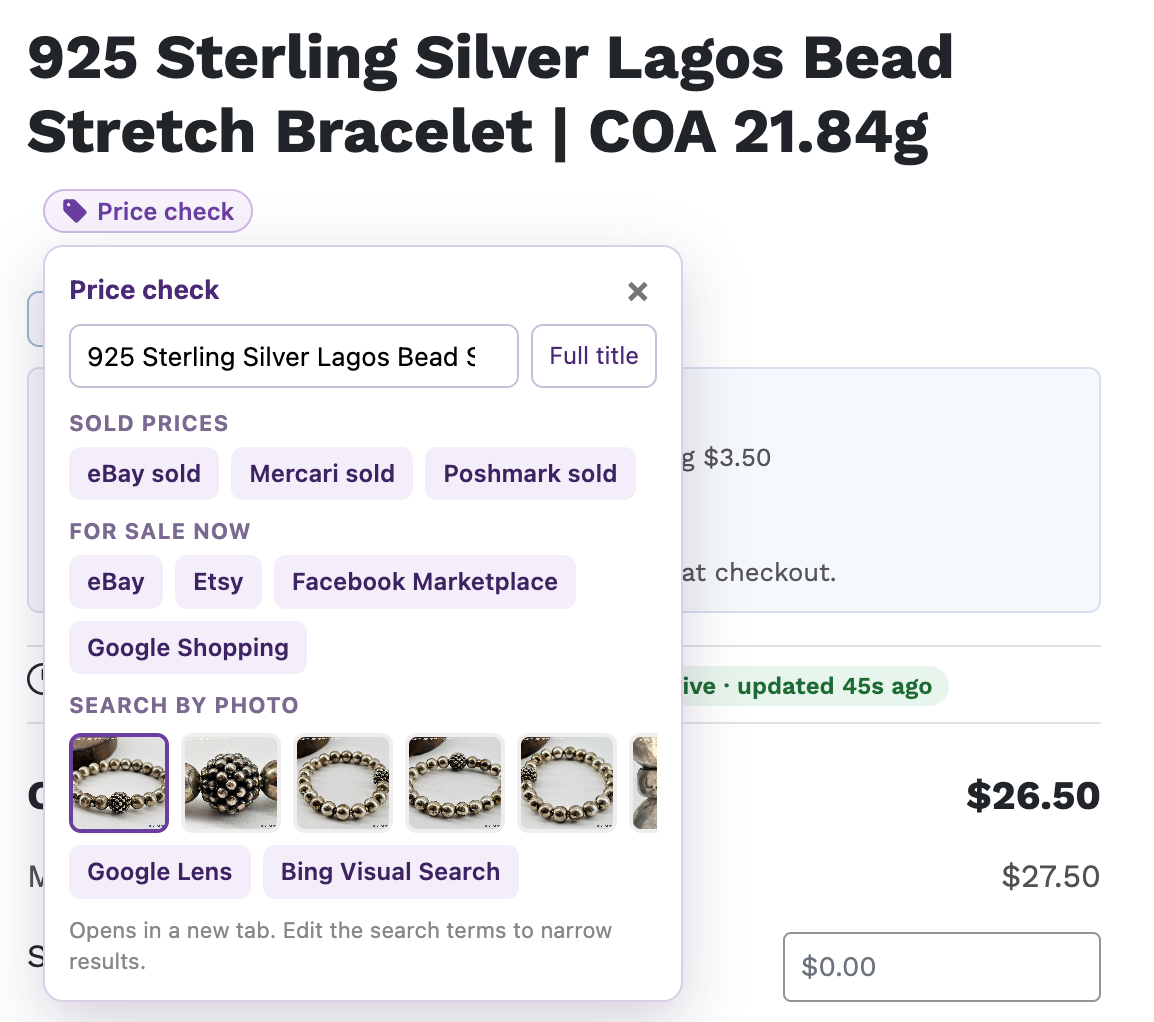 925 Sterling Silver Lagos Bead
Stretch Bracelet | COA 21.84g
Price check
Price check
925 Sterling Silver Lagos Bead S
Full title
SOLD PRICES
eBay sold
Mercari sold
Poshmark sold
g $3.50
FOR SALE NOW
eBay
Etsy
Facebook Marketplace
at checkout.
Google Shopping
ive · updated 45s ago
SEARCH BY PHOTO
$26.50
Google Lens
Bing Visual Search
$27.50
Opens in a new tab. Edit the search terms to narrow
results.
$0.00